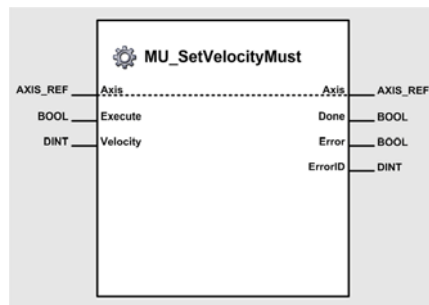 MU_SetVelocityMust
AXIS_REF Axis Axis AXIS_REF
BOOL Execute Done BOOL
DINT Velocity Error BOOL
ErrorID DINT